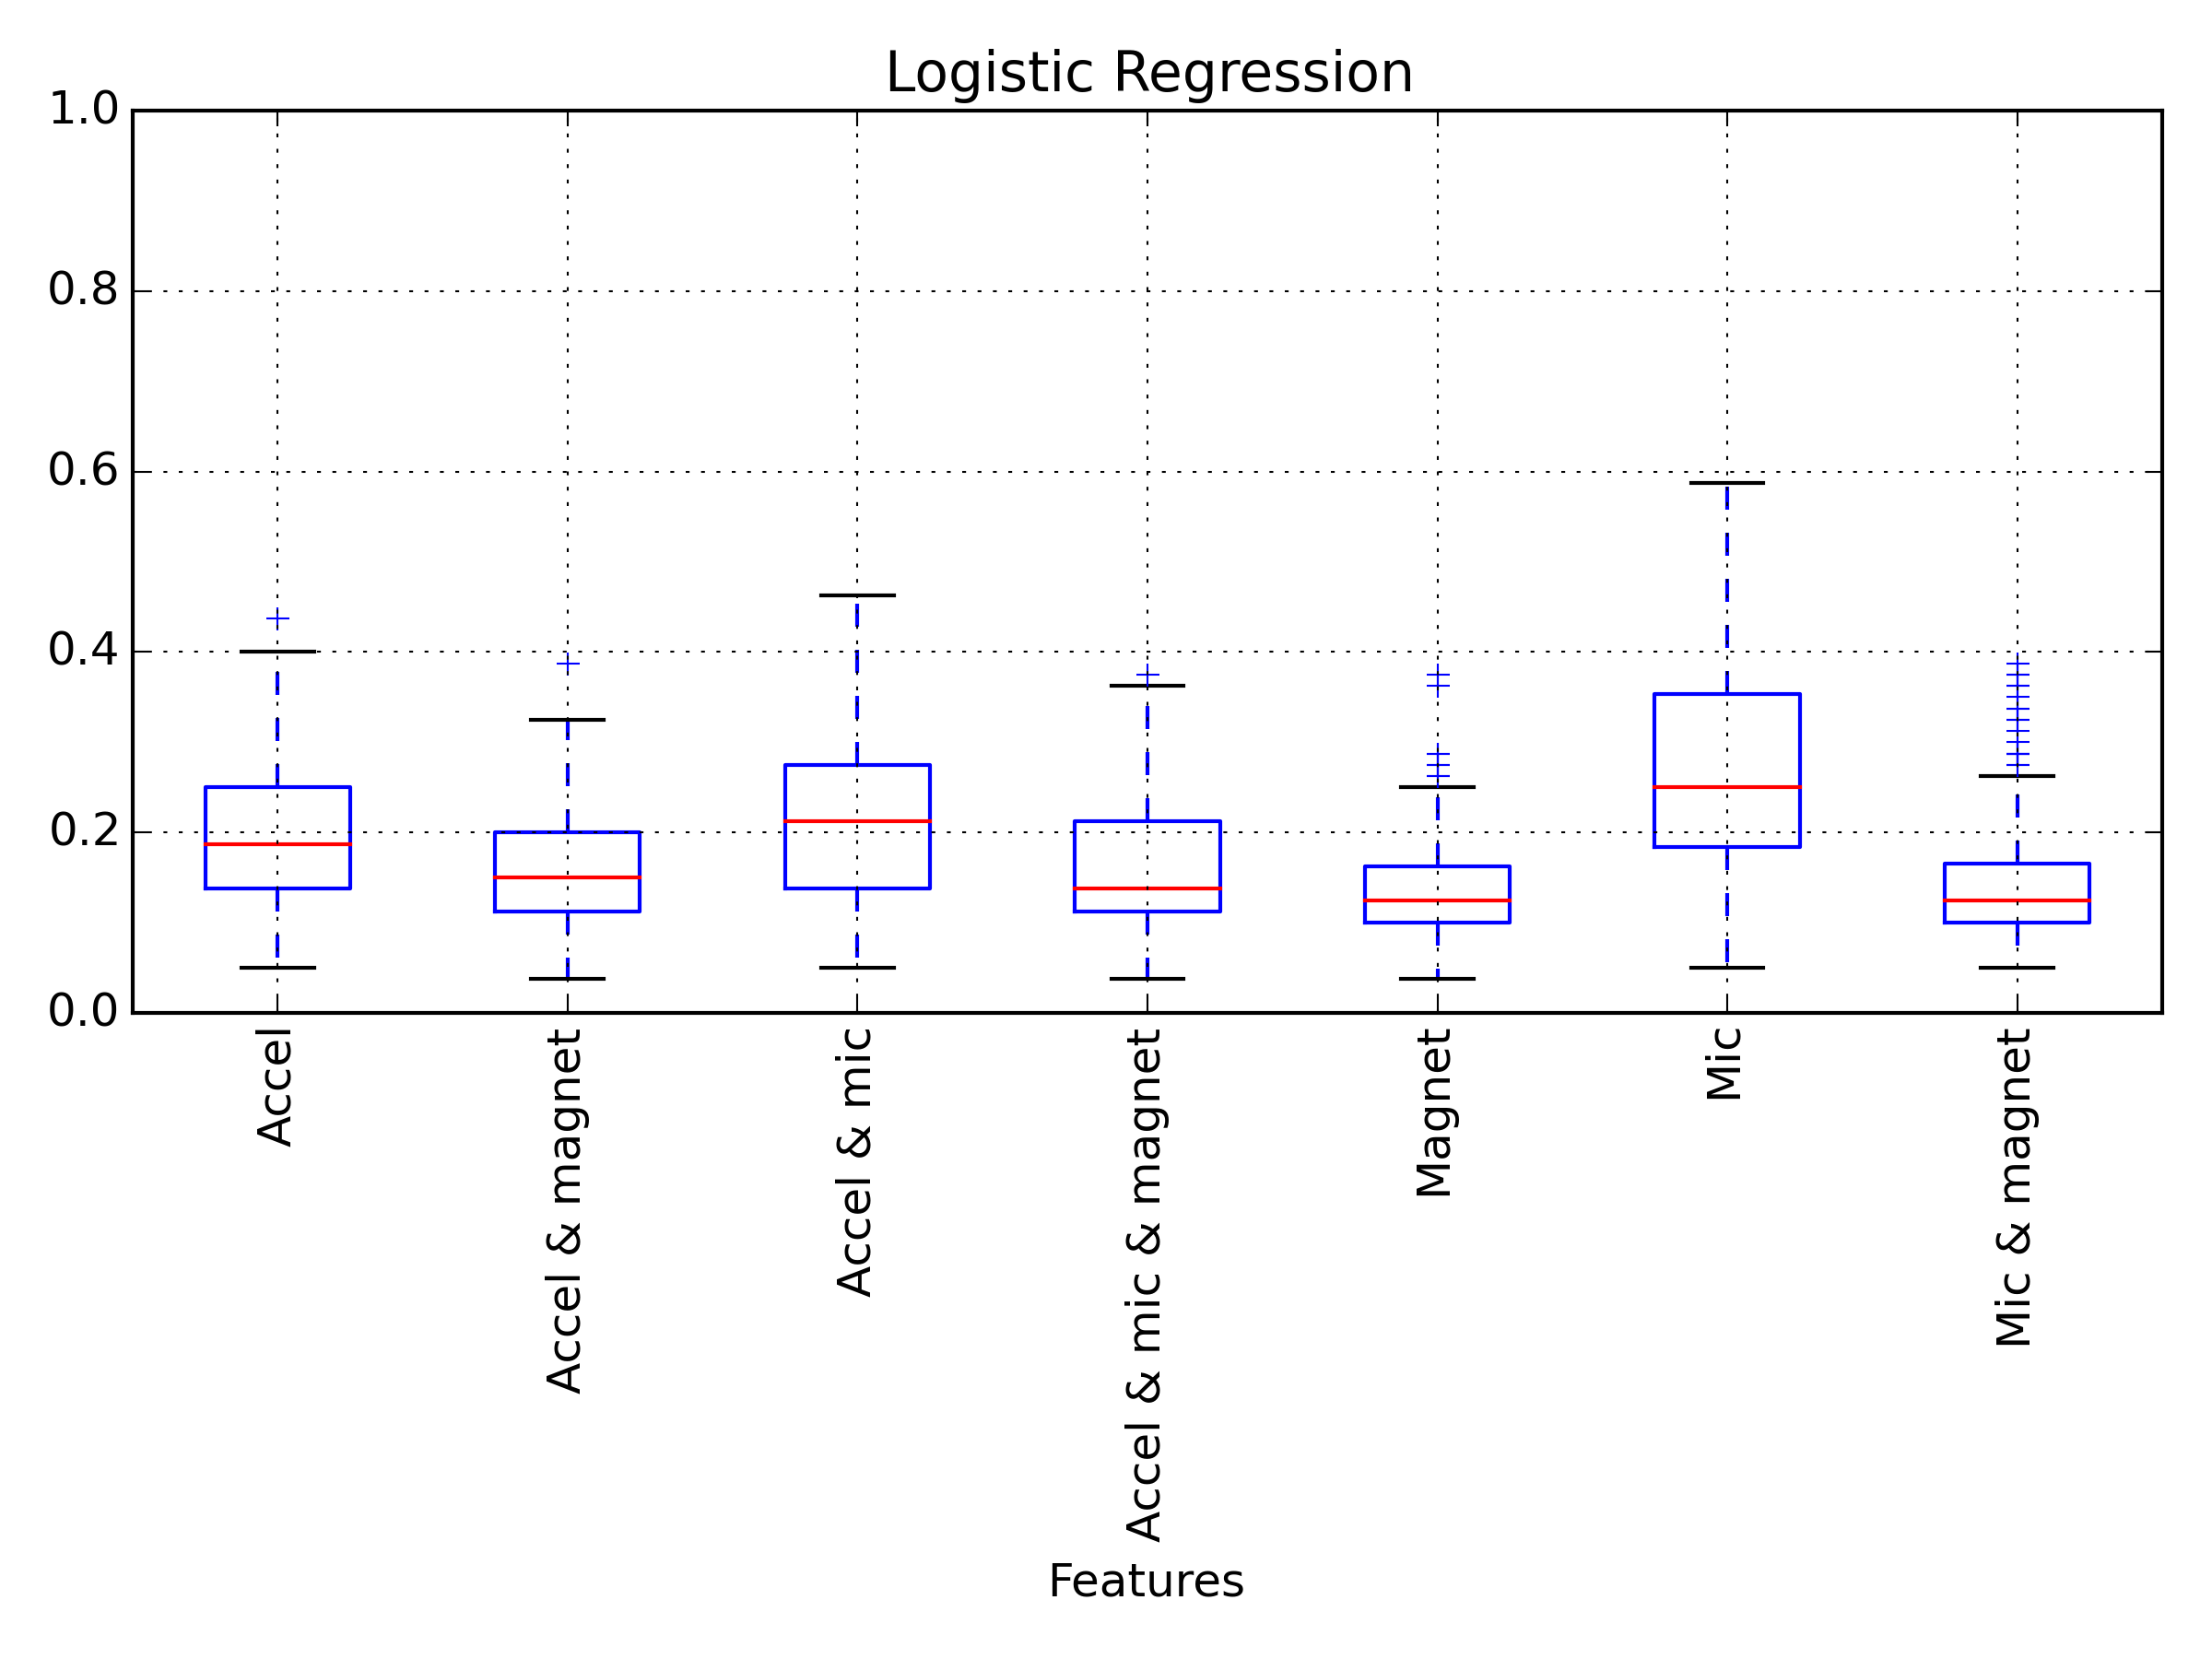 Logistic Regression
1.0
0.8
0.6
0.4
0.2
0.0
Accel
Accel & magnet
Accel & mic
Accel & mic & magnet
Magnet
Mic
Mic & magnet
Features